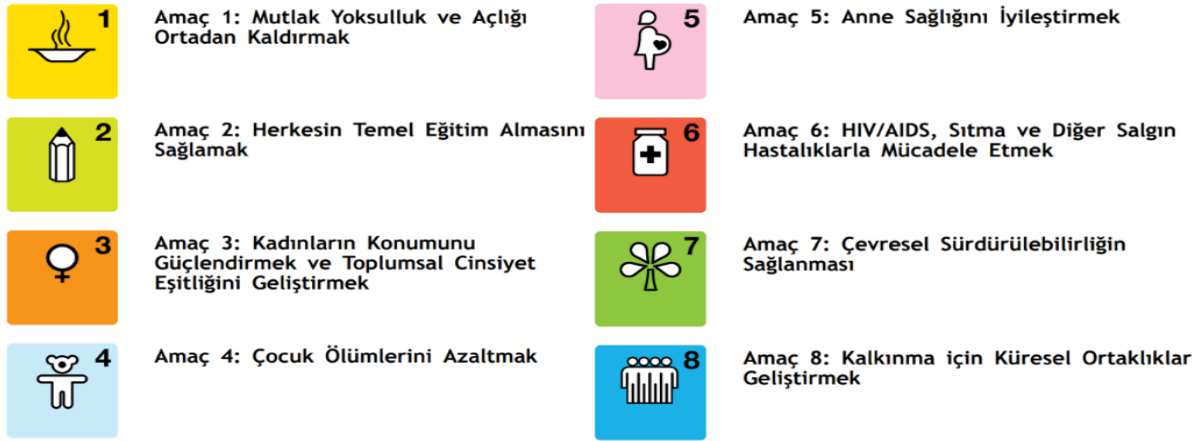 1
Amaç 1: Mutlak Yoksulluk ve Açlığı
Ortadan Kaldırmak
2
Amaç 2: Herkesin Temel Eğitim Almasını
Sağlamak
3
Amaç 3: Kadınların Konumunu
Güçlendirmek ve Toplumsal Cinsiyet
Eşitliğini Geliştirmek
4
Amaç 4: Çocuk Ölümlerini Azaltmak
5
Amaç 5: Anne Sağlığını İyileştirmek
6
Amaç 6: HIV/AIDS, Sıtma ve Diğer Salgın
Hastalıklarla Mücadele Etmek
7
Amaç 7: Çevresel Sürdürülebilirliğin
Sağlanması
8
Amaç 8: Kalkınma için Küresel Ortaklıklar
Geliştirmek